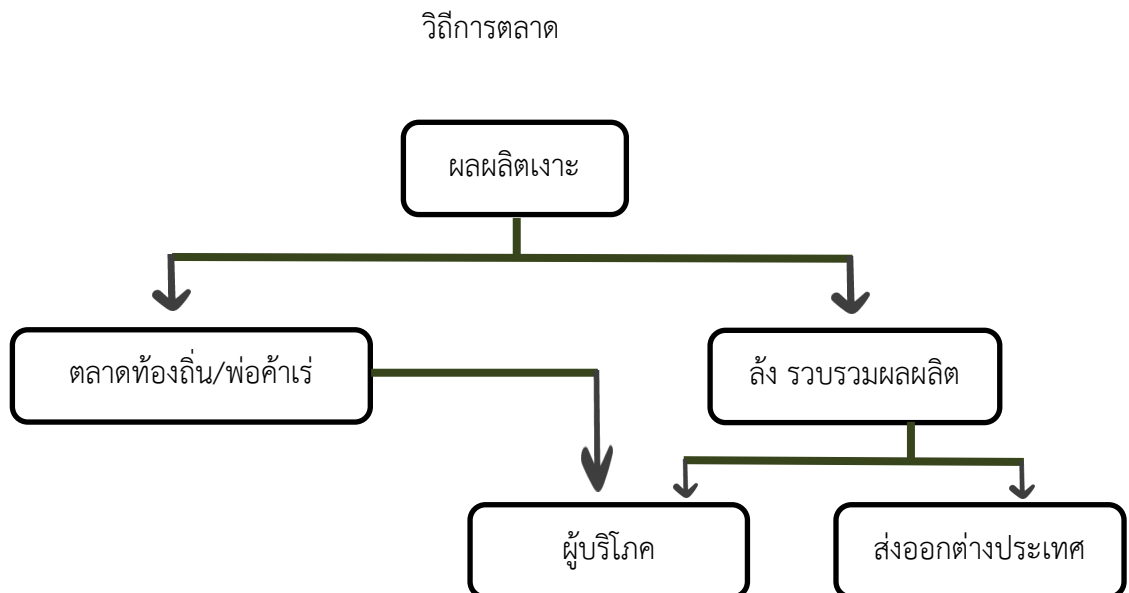 วิถีการตลาด
ผลผลิตเงาะ
ตลาดท้องถิ่น/พ่อค้าเร่
ล้ง รวบรวมผลผลิต
ผู้บริโภค
ส่งออกต่างประเทศ